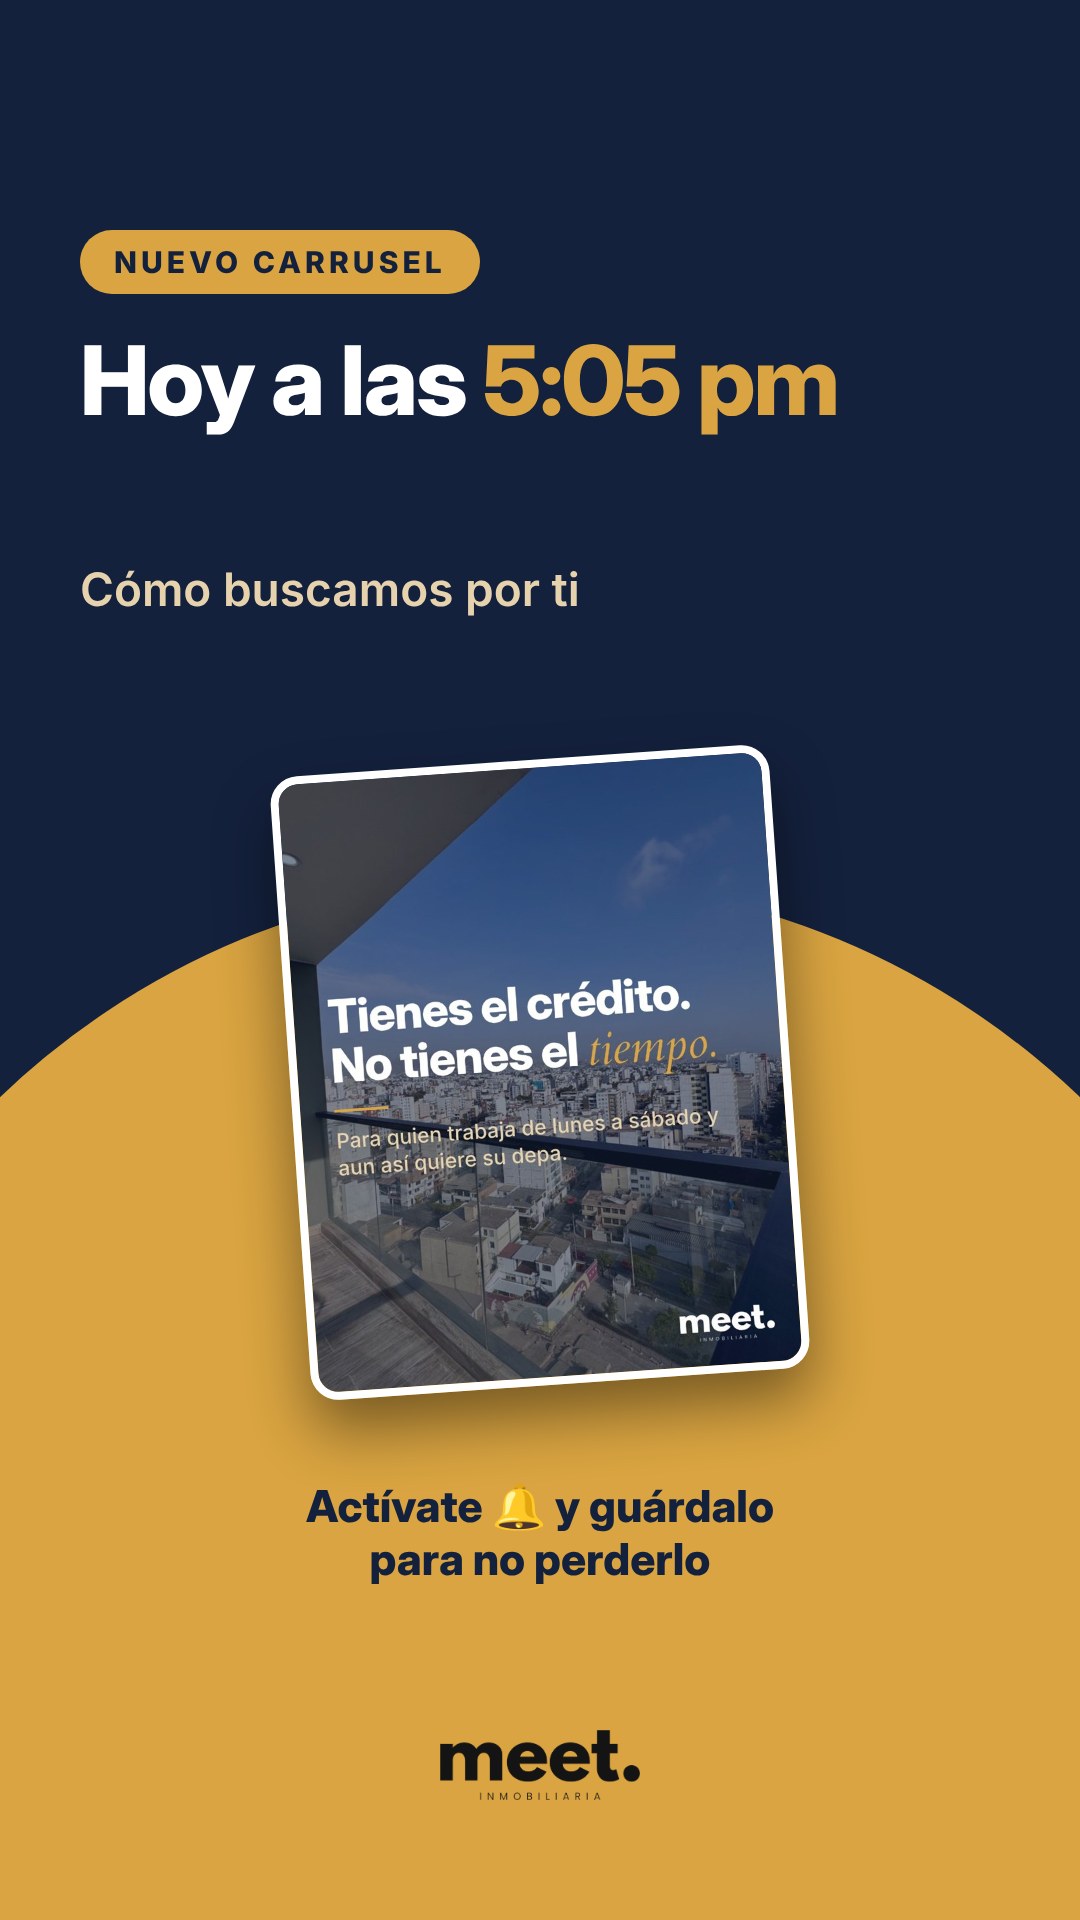 NUEVO CARRUSEL
Hoy a las 5:05 pm
Cómo buscamos por ti
Tienes el crédito.
No tienes el tiempo.
Para quien trabaja de lunes a sábado y
aun así quiere su depa.
meet.
INMOBILIARIA
Actívate 🔔 y guárdalo
para no perderlo
meet.
INMOBILIARIA